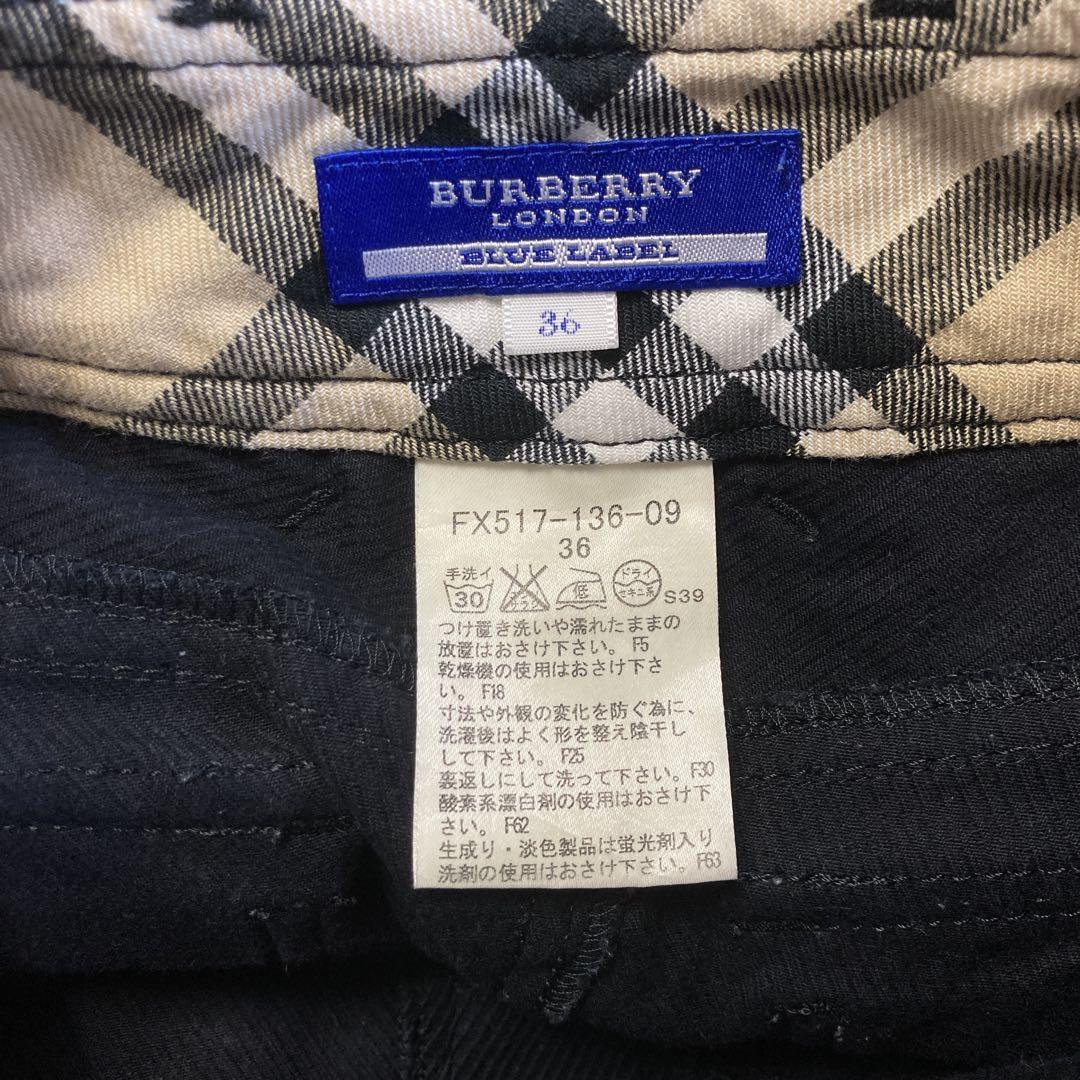 BURBERRY
LONDON
BLUE LABEL
36
FX517-136-09
36
手洗イ
30
低
ドライ
セキユ系
S39
つけ置き洗いや濡れたままの
放置はおさけ下さい。 F5
乾燥機の使用はおさけ下さ
い。 F18
寸法や外観の変化を防ぐ為に、
洗濯後はよく形を整え陰干し
して下さい。 F25
裏返しにして洗って下さい。F30
酸素系漂白剤の使用はおさけ下
さい。 F62
生成り・淡色製品は蛍光剤入り
洗剤の使用はおさけ下さい。F63